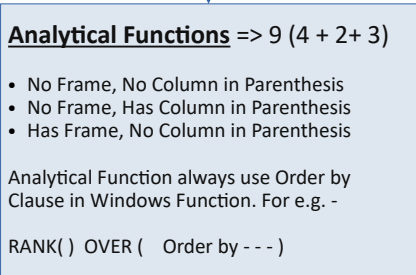 Analytical Functions => 9 (4 + 2+ 3)
• No Frame, No Column in Parenthesis
• No Frame, Has Column in Parenthesis
• Has Frame, No Column in Parenthesis
Analytical Function always use Order by
Clause in Windows Function. For e.g. -
RANK( ) OVER ( Order by - - - )